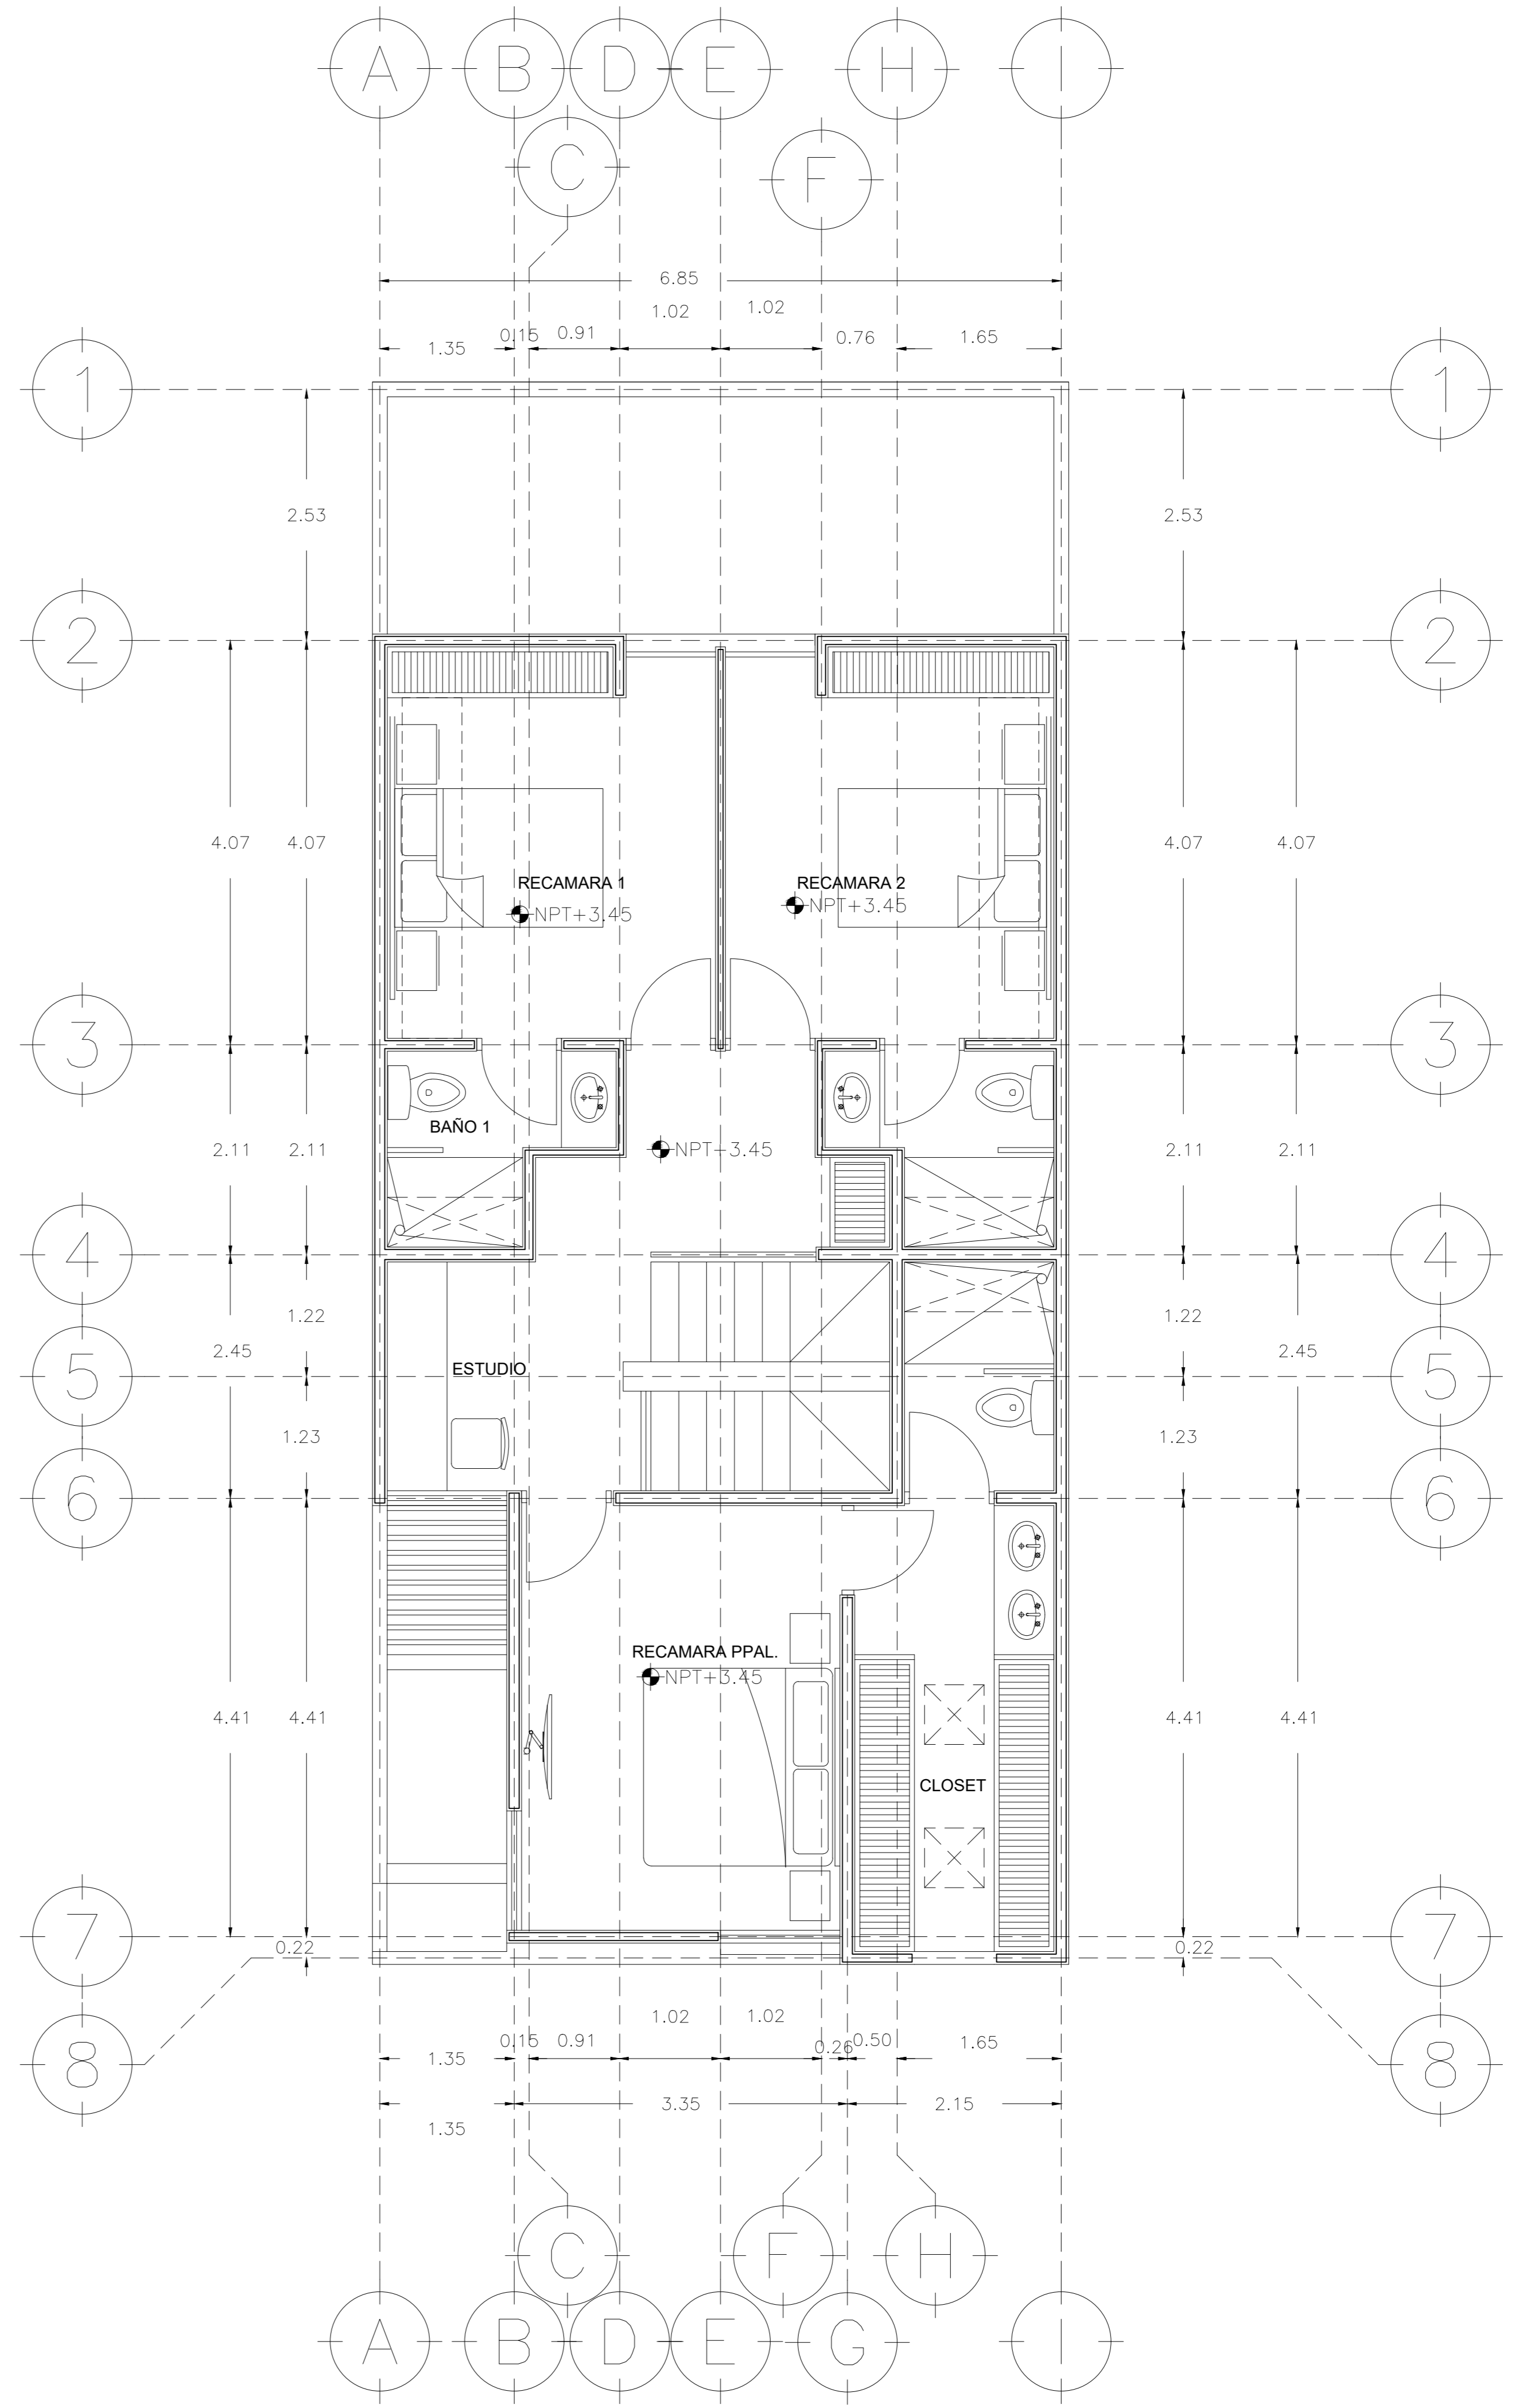 A B D E H I
C F
6.85
1.02 1.02
1.35 0.15 0.91 0.76 1.65
1 1
2.53 2.53
2 2
4.07 4.07 4.07 4.07
RECAMARA 1 RECAMARA 2
NPT+3.45 NPT+3.45
3 3
BAÑO 1
2.11 2.11 NPT+3.45 2.11 2.11
4 4
1.22 1.22
2.45 2.45
5 ESTUDIO 5
1.23 1.23
6 6
RECAMARA PPAL.
NPT+3.45
4.41 4.41 4.41 4.41
CLOSET
7 7
0.22 0.22
8 8
1.02 1.02
1.35 0.15 0.91 0.26 0.50 1.65
1.35 3.35 2.15
C F H
A B D E G I